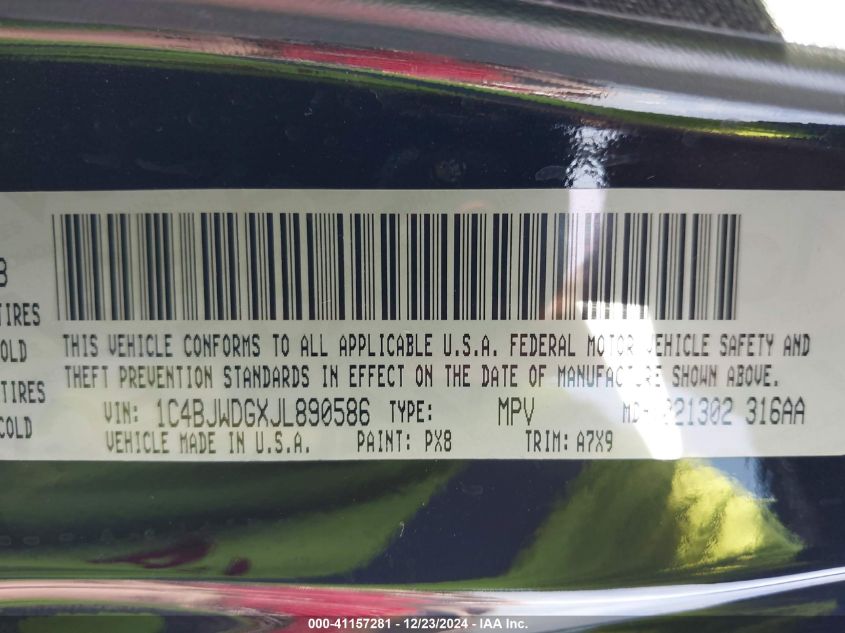 3
TIRES
COLD
TIRES
COLD
THIS VEHICLE CONFORMS TO ALL APPLICABLE U.S.A. FEDERAL MOTOR VEHICLE SAFETY AND
THEFT PREVENTION STANDARDS IN EFFECT ON THE DATE OF MANUFACTURE SHOWN ABOVE.
VIN: 1C4BJWDGXJL890586 TYPE: MPV 316AA
VEHICLE MADE IN U.S.A. PAINT: PX8 TRIM: A7X9
000-41157281 - 12/23/2024 - IAA Inc.